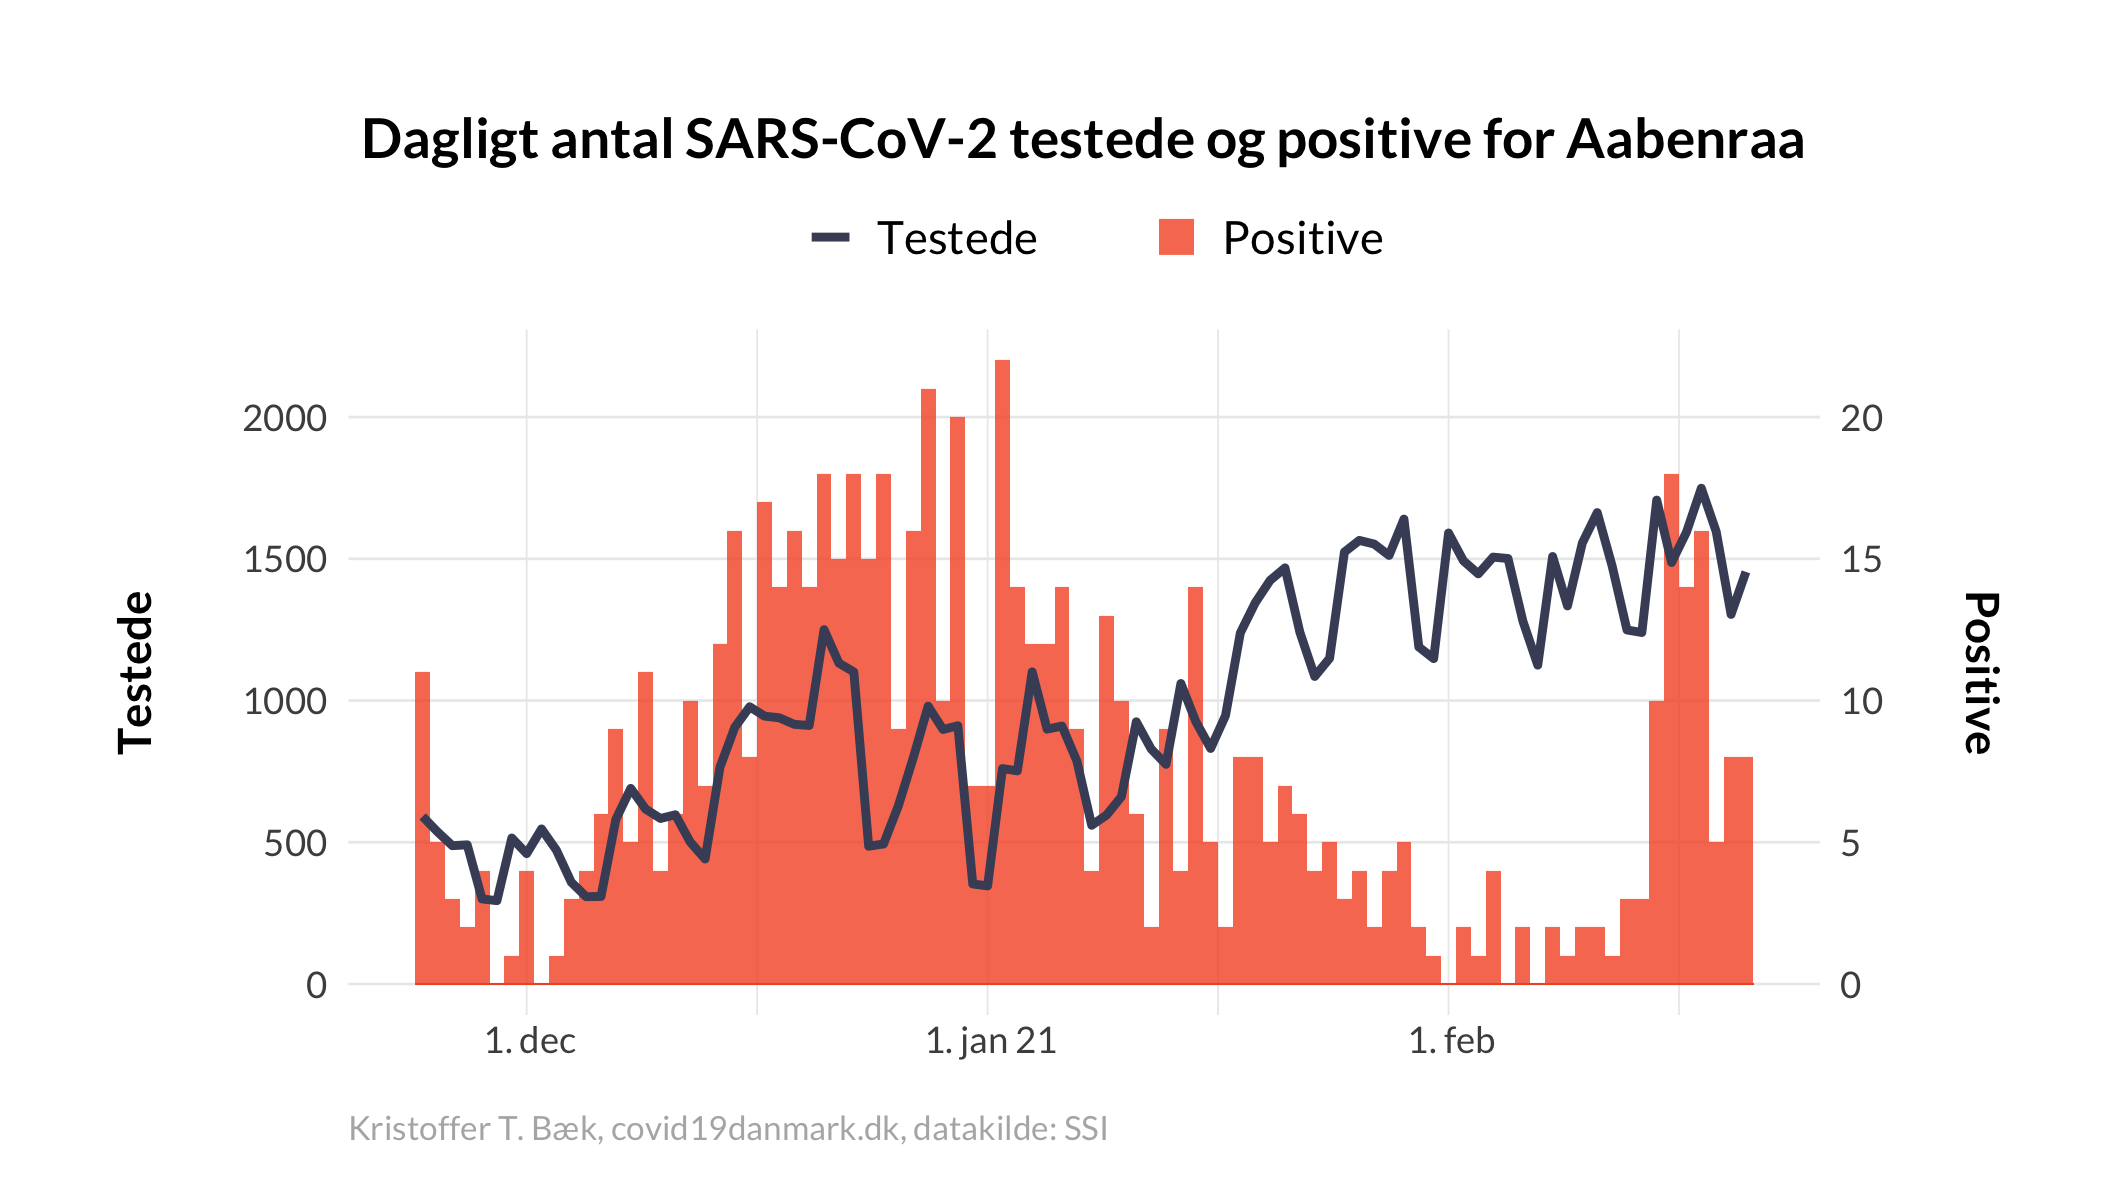 Dagligt antal SARS-CoV-2 testede og positive for Aabenraa
Testede
Positive
2000
1500
1000
500
0
Testede
20
15
10
5
0
Positive
1. dec
1. jan 21
1. feb
Kristoffer T. Bæk, covid19danmark.dk, datakilde: SSI